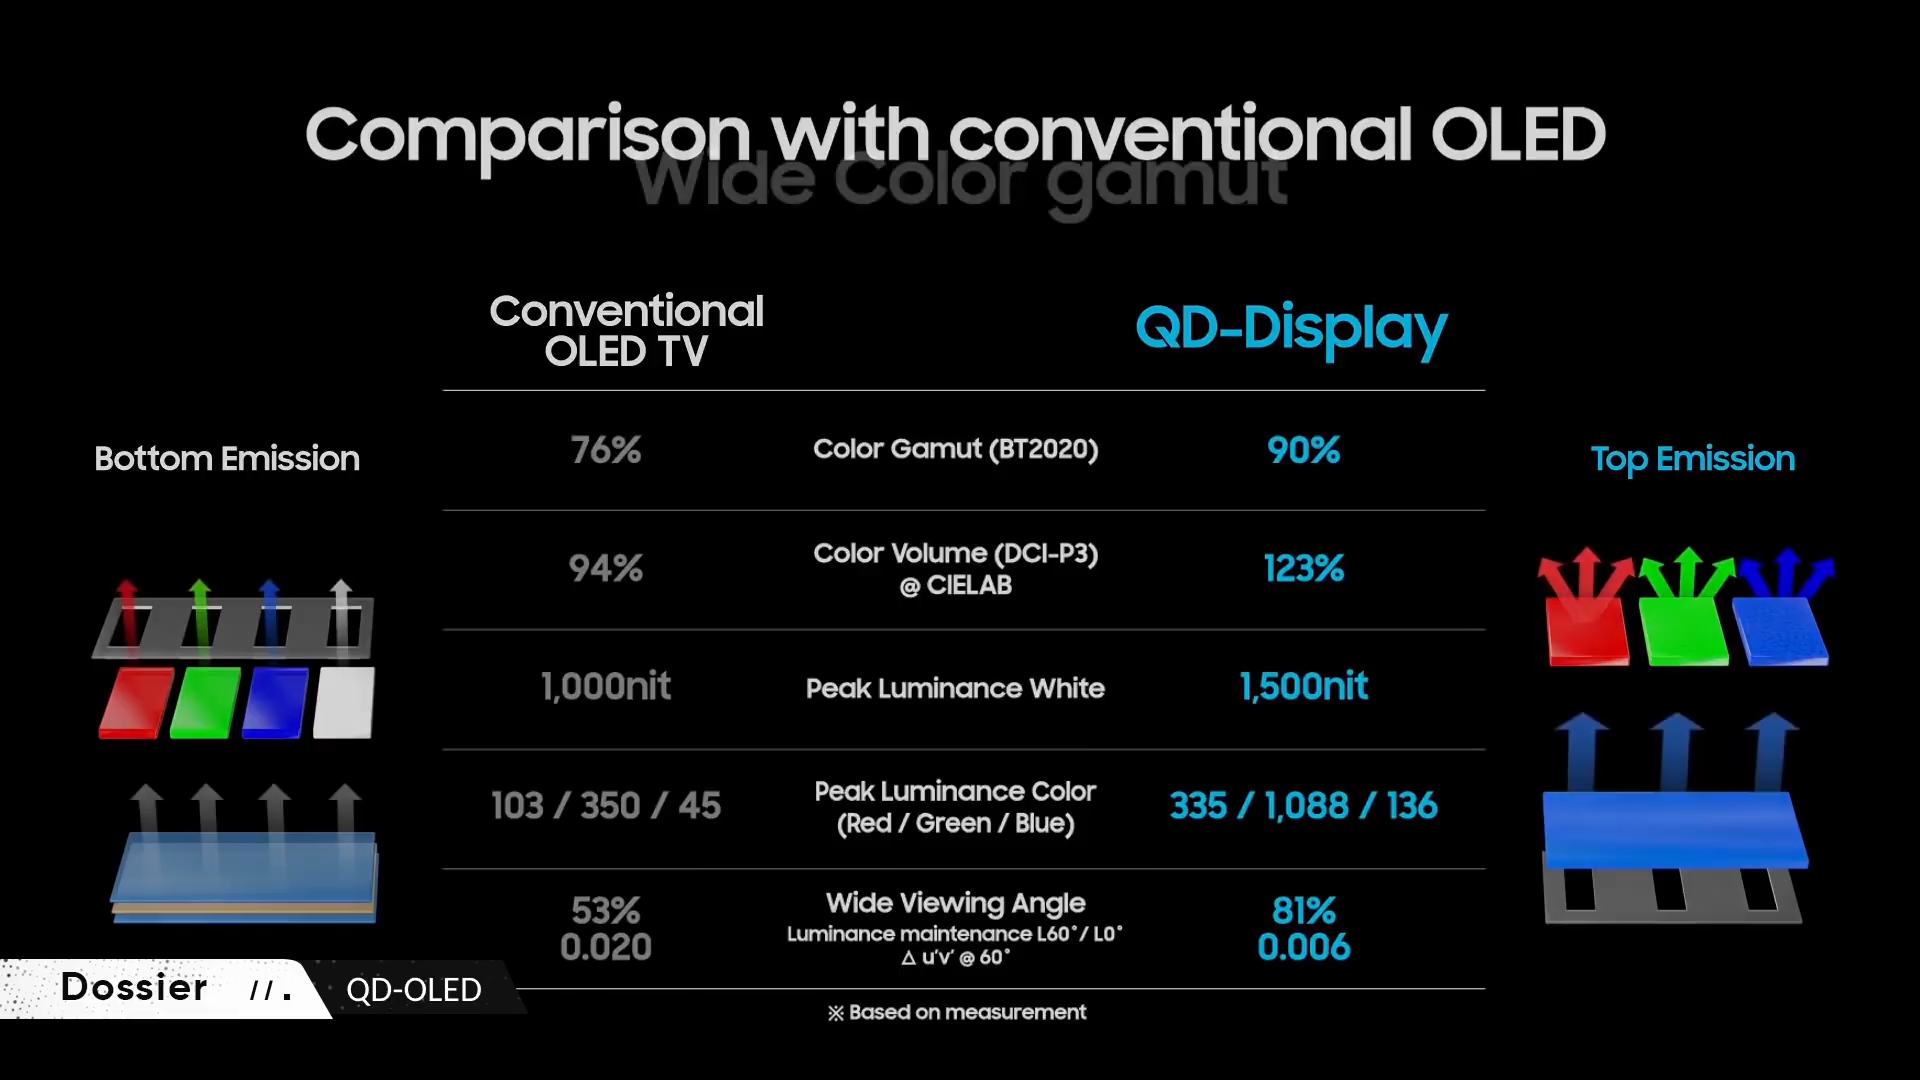 Comparison with conventional OLED
Wide Color gamut
Conventional
OLED TV
QD-Display
Bottom Emission
Top Emission
76%
Color Gamut (BT2020)
90%
94%
Color Volume (DCI-P3)
@ CIELAB
123%
1,000nit
Peak Luminance White
1,500nit
103 / 350 / 45
Peak Luminance Color
(Red / Green / Blue)
335 / 1,088 / 136
53%
0.020
Wide Viewing Angle
Luminance maintenance L60˚/ L0˚
Δ u'v' @ 60˚
81%
0.006
Dossier //. QD-OLED
※ Based on measurement